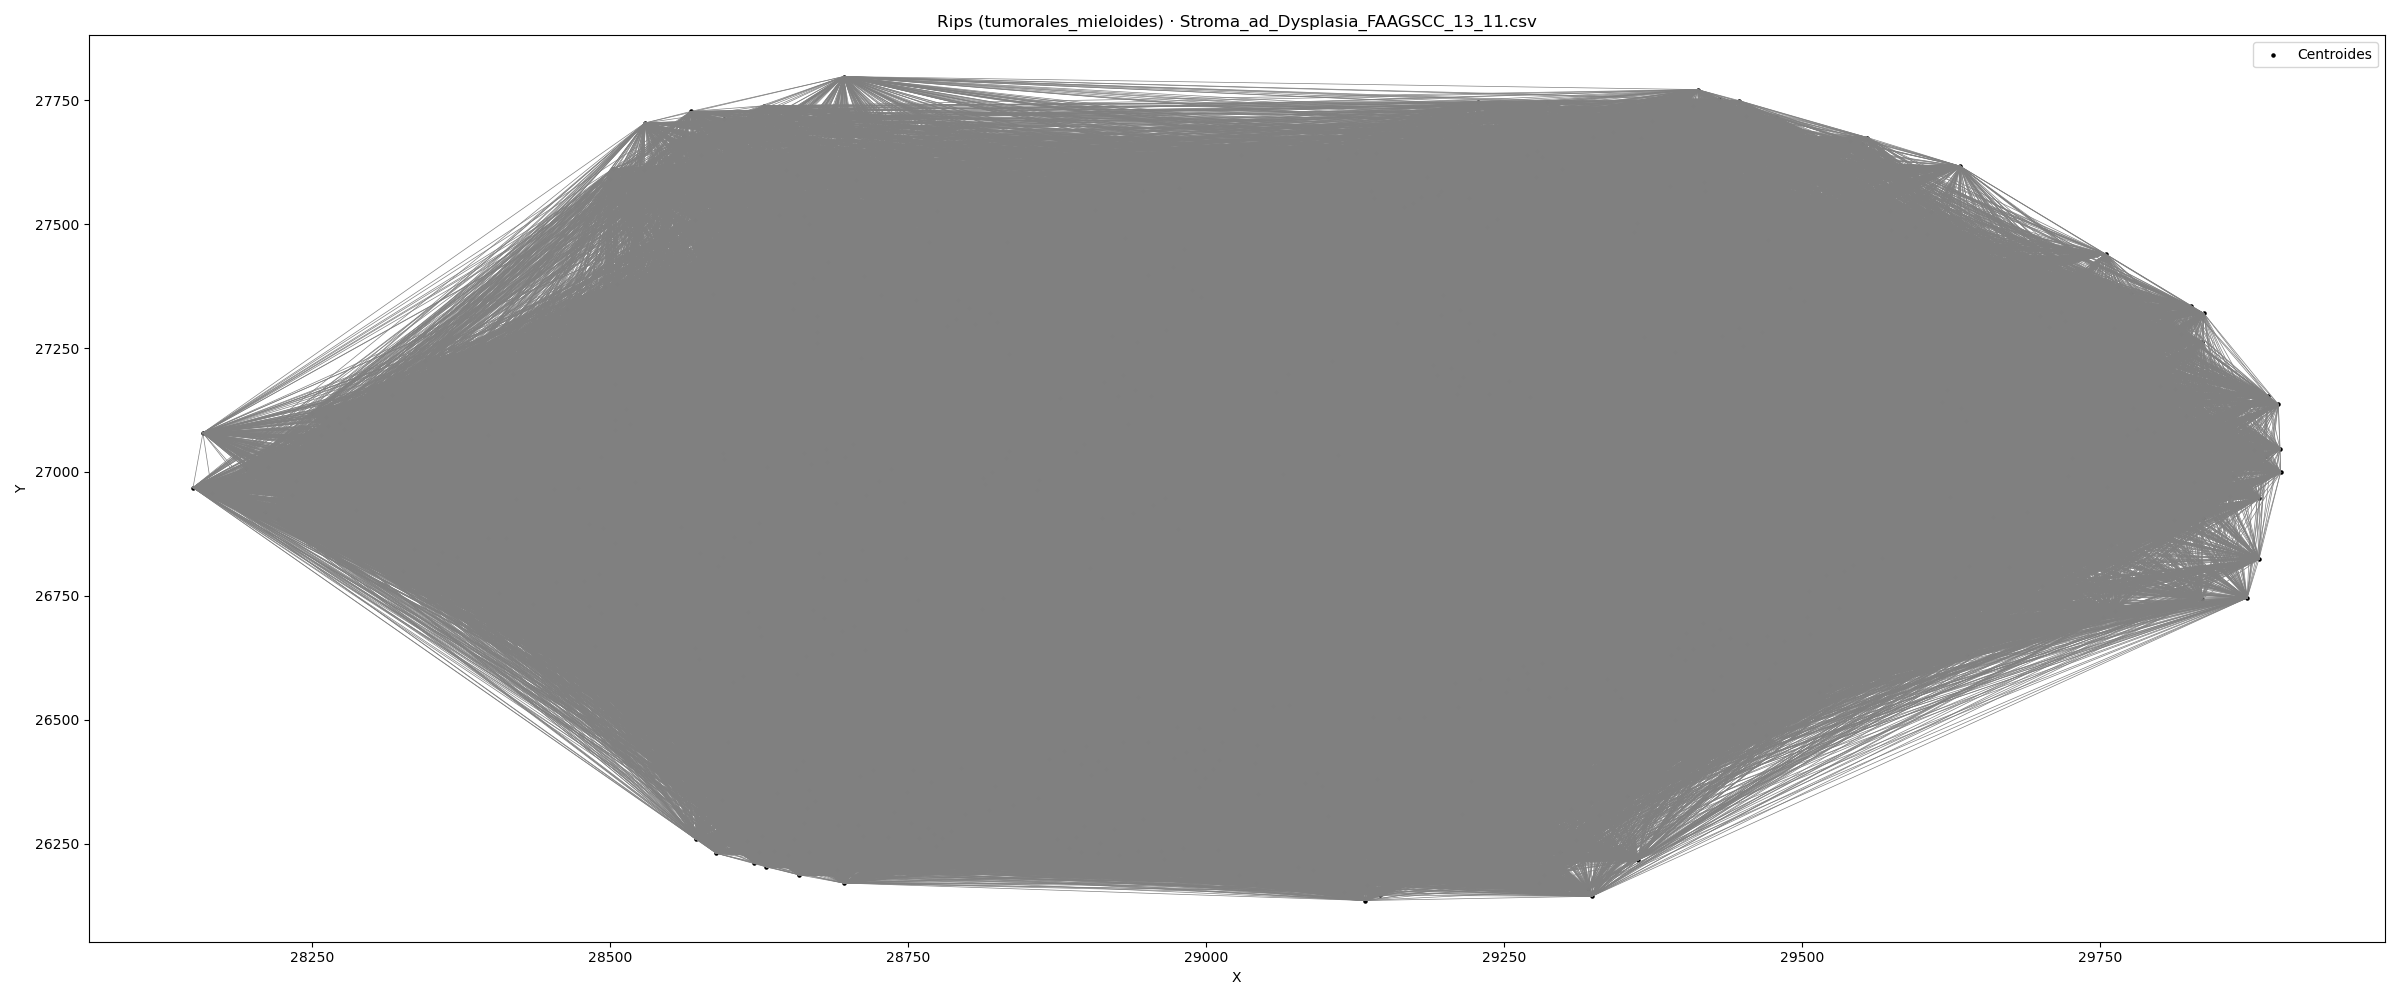 Rips (tumorales_mieloides) · Stroma_ad_Dysplasia_FAAGSCC_13_11.csv
Centroides
27750
27500
27250
27000
26750
26500
26250
Y
28250 28500 28750 29000 29250 29500 29750
X